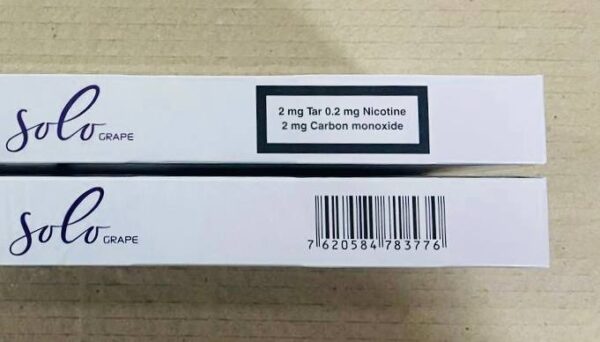 solo GRAPE
2 mg Tar 0.2 mg Nicotine
2 mg Carbon monoxide
solo GRAPE
7 620584 783776